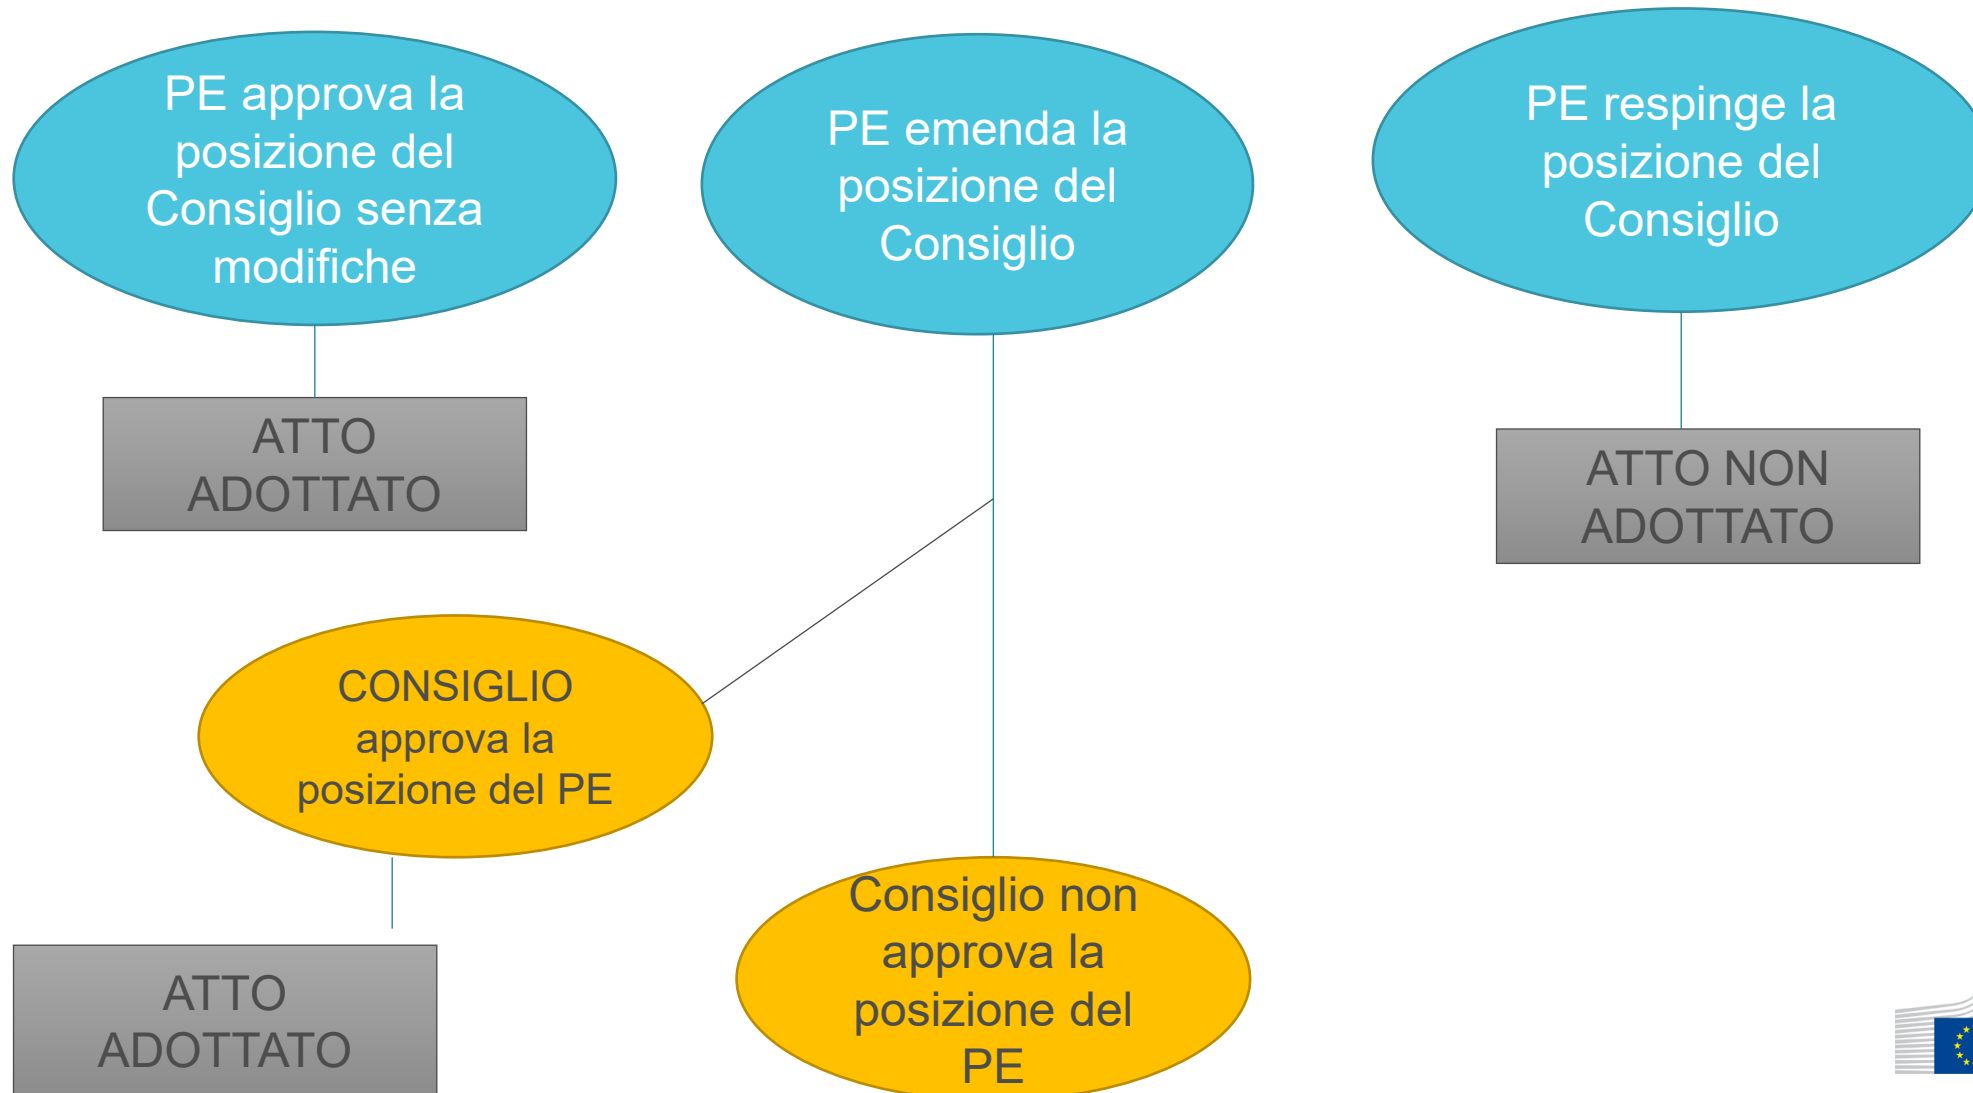 PE approva la
posizione del
Consiglio senza
modifiche
PE emenda la
posizione del
Consiglio
PE respinge la
posizione del
Consiglio
ATTO
ADOTTATO
ATTO NON
ADOTTATO
CONSIGLIO
approva la
posizione del PE
Consiglio non
approva la
posizione del
PE
ATTO
ADOTTATO